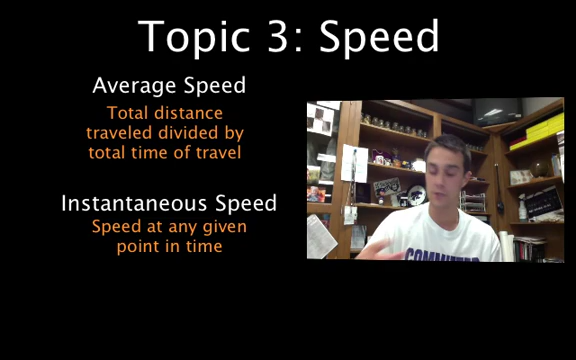 Topic 3: Speed
Average Speed
Total distance
traveled divided by
total time of travel
Instantaneous Speed
Speed at any given
point in time